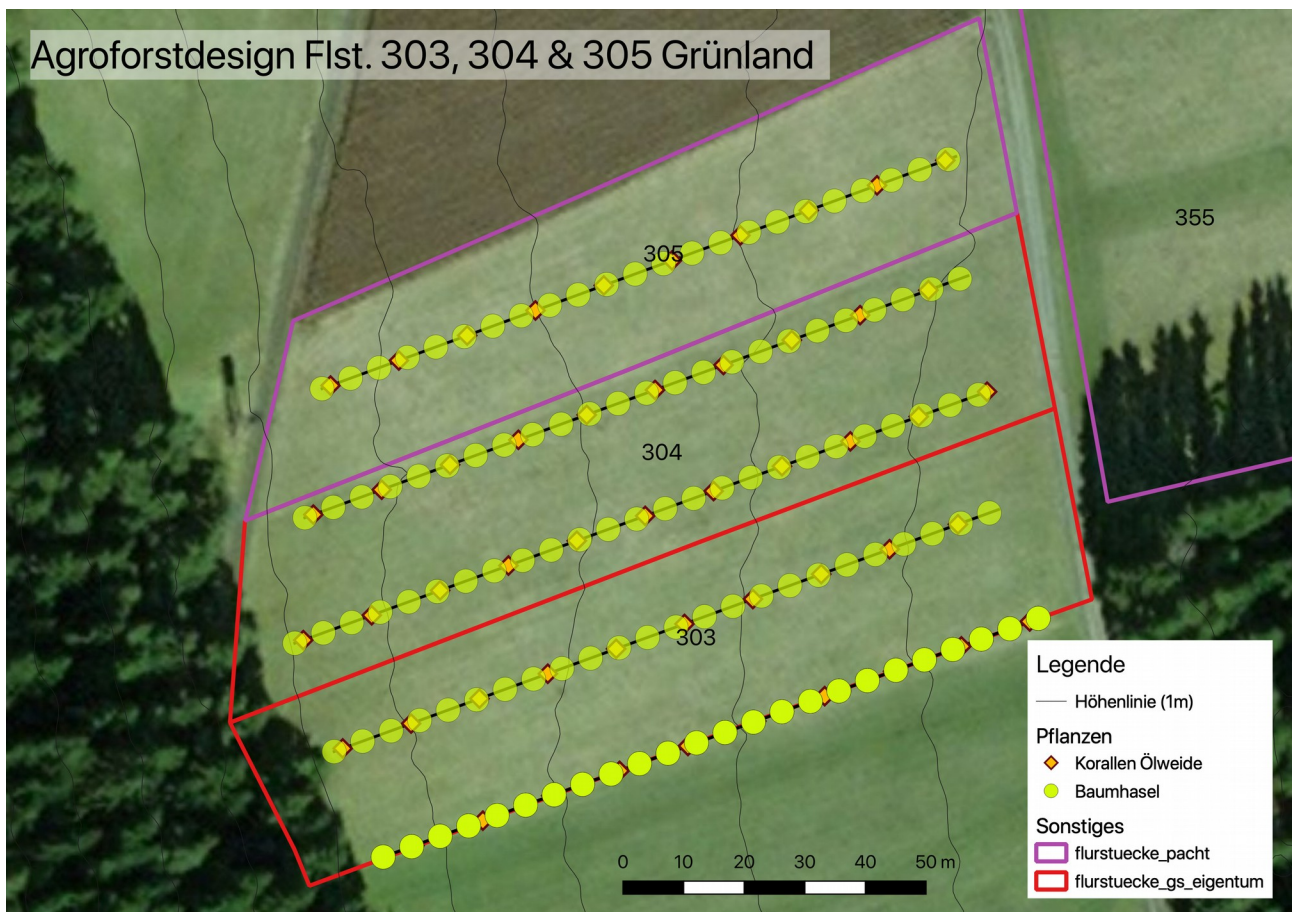 Agroforstdesign Flst. 303, 304 & 305 Grünland
355
305
304
303
Legende
Höhenlinie (1m)
Pflanzen
Korallen Ölweide
Baumhasel
Sonstiges
flurstuecke_pacht
flurstuecke_gs_eigentum
0 10 20 30 40 50 m